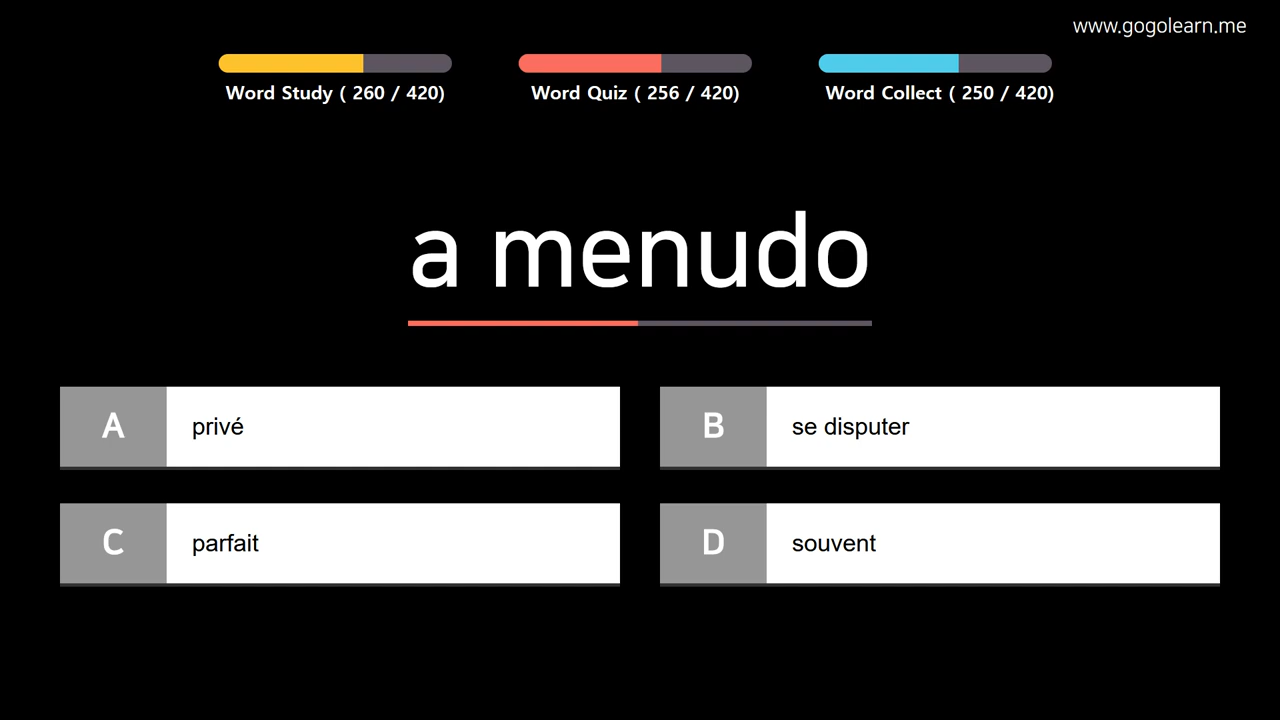 www.gogolearn.me
Word Study ( 260 / 420)
Word Quiz ( 256 / 420)
Word Collect ( 250 / 420)
a menudo
A
privé
B
se disputer
C
parfait
D
souvent